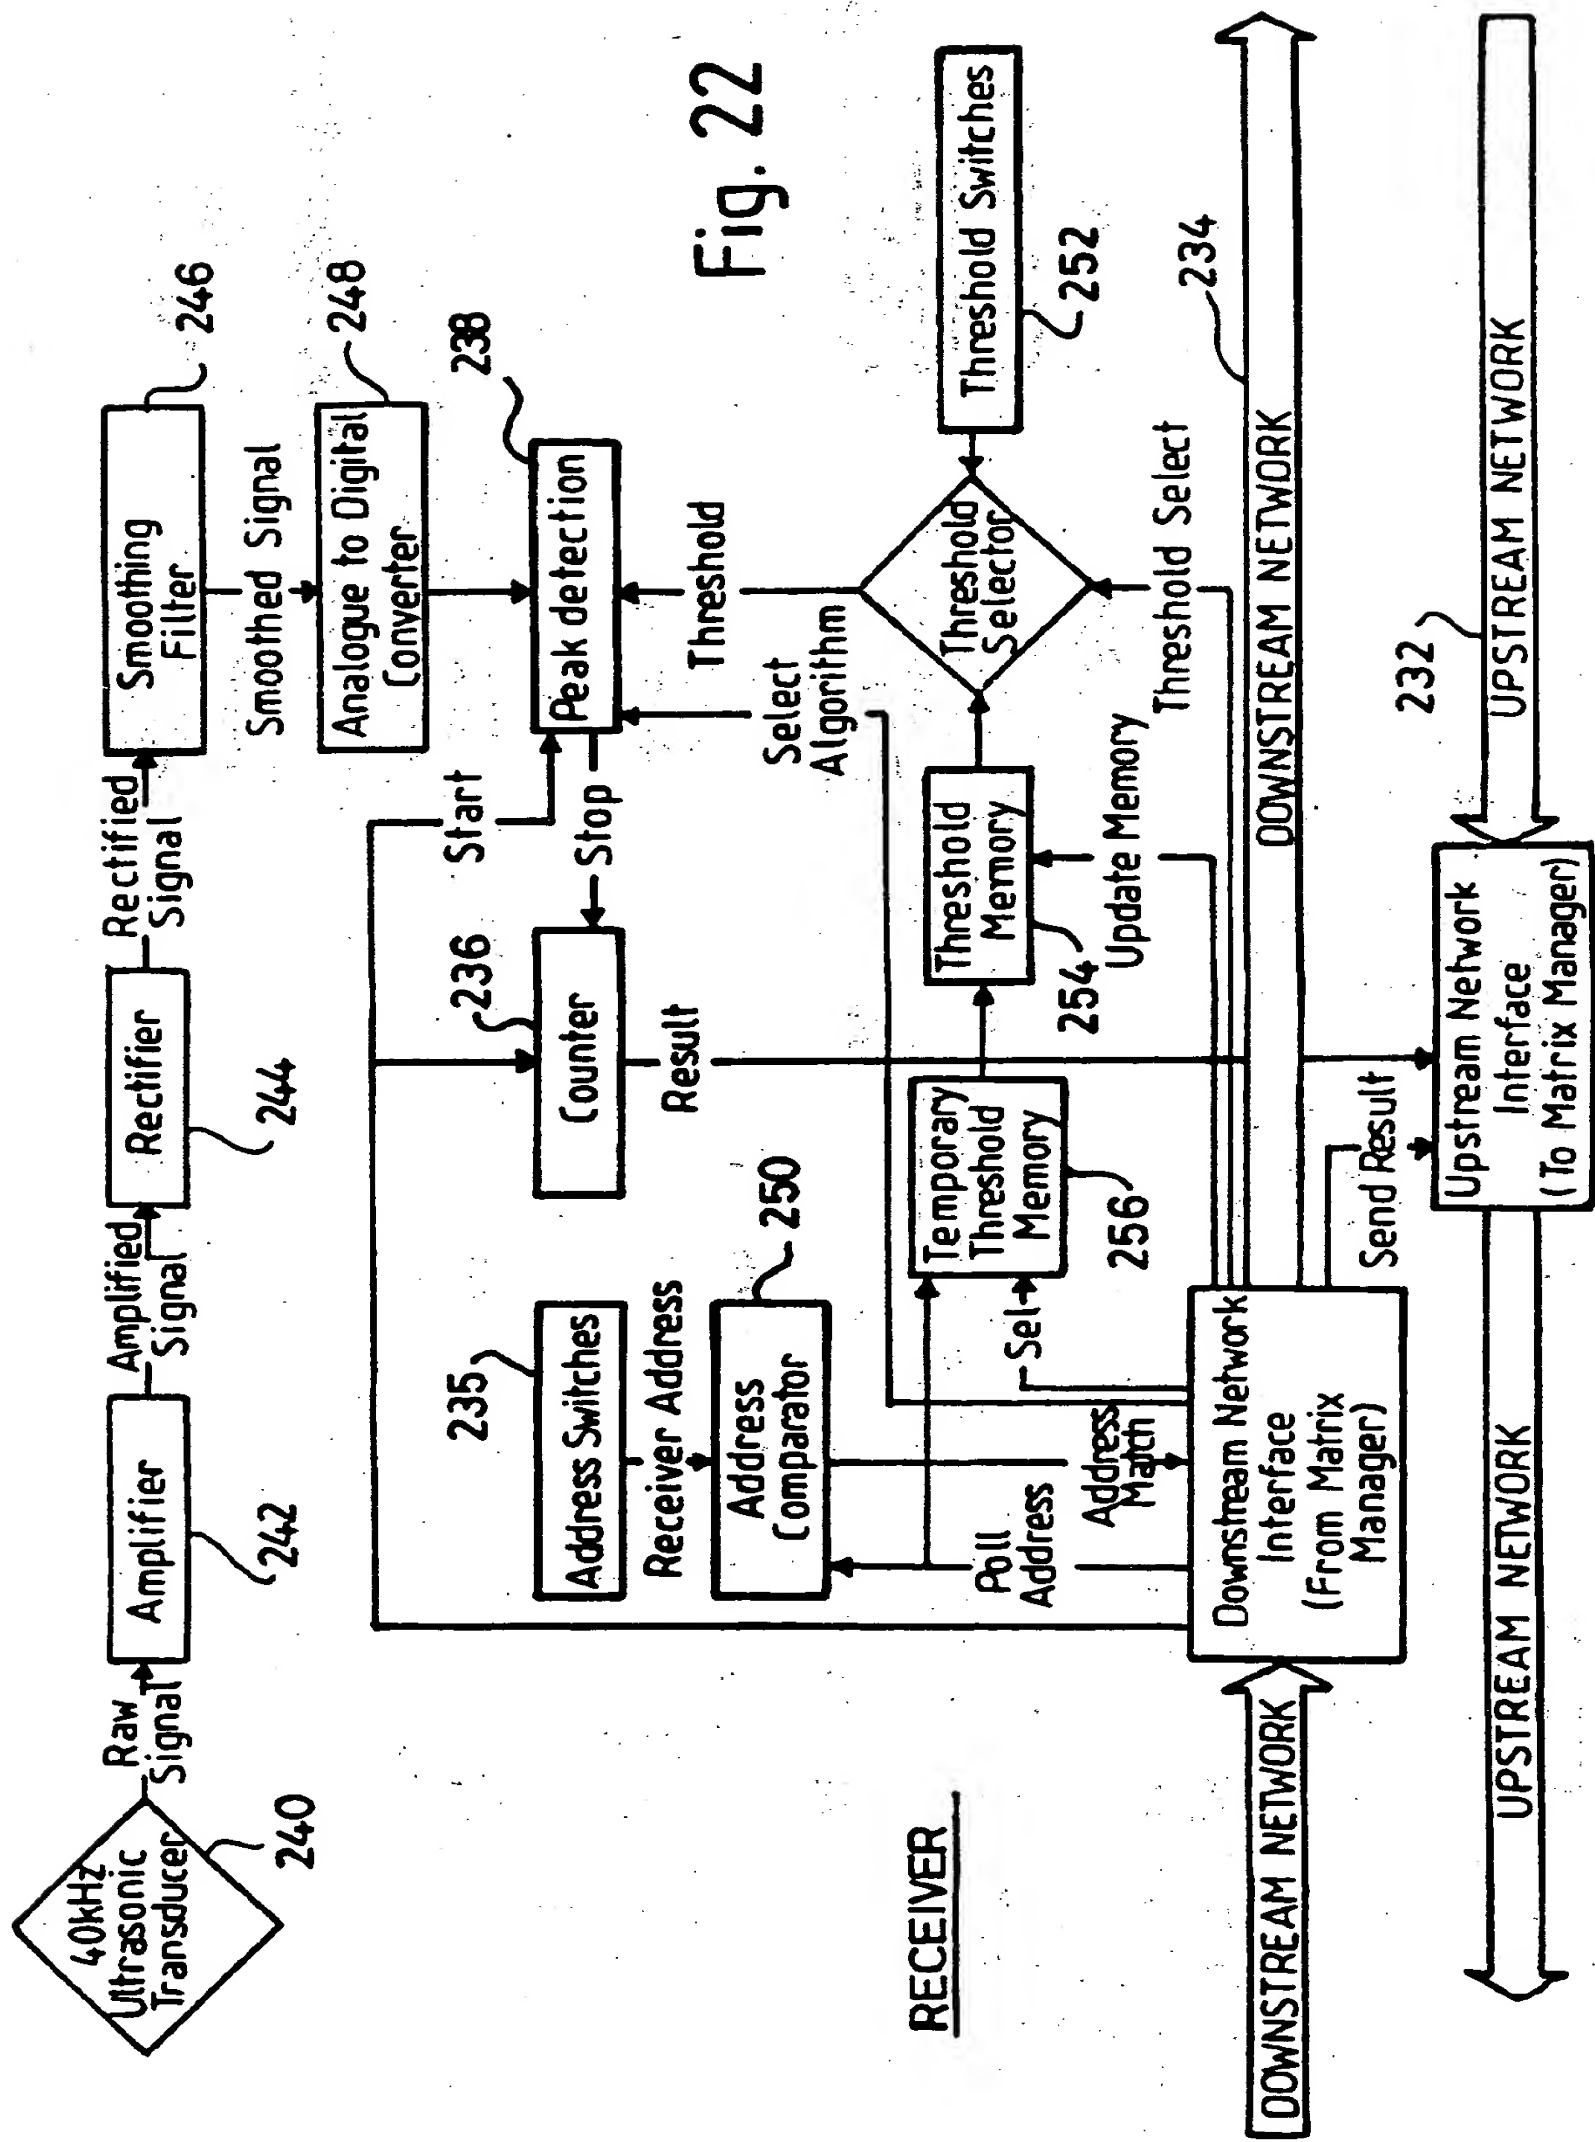 40kHz
Ultrasonic
Transducer
240
Raw
Signal
Amplifier
242
Amplified
Signal
Rectifier
244
Rectified
Signal
Smoothing
Filter
246
Smoothed Signal
Analogue to Digital
Converter
248
Peak detection
238
Start
Stop
Counter
236
Result
Address Switches
235
Receiver Address
Address
Comparator
250
Select
Algorithm
Threshold
Fig. 22
Threshold
Selector
Threshold Switches
252
Threshold
Memory
254
Temporary
Threshold
Memory
256
Sel
Poll
Address
Address
Match
Update Memory
Threshold Select
234
RECEIVER
DOWNSTREAM NETWORK
Downstream Network
Interface
(From Matrix
Manager)
DOWNSTREAM NETWORK
Send Result
232
UPSTREAM NETWORK
Upstream Network
Interface
(To Matrix Manager)
UPSTREAM NETWORK